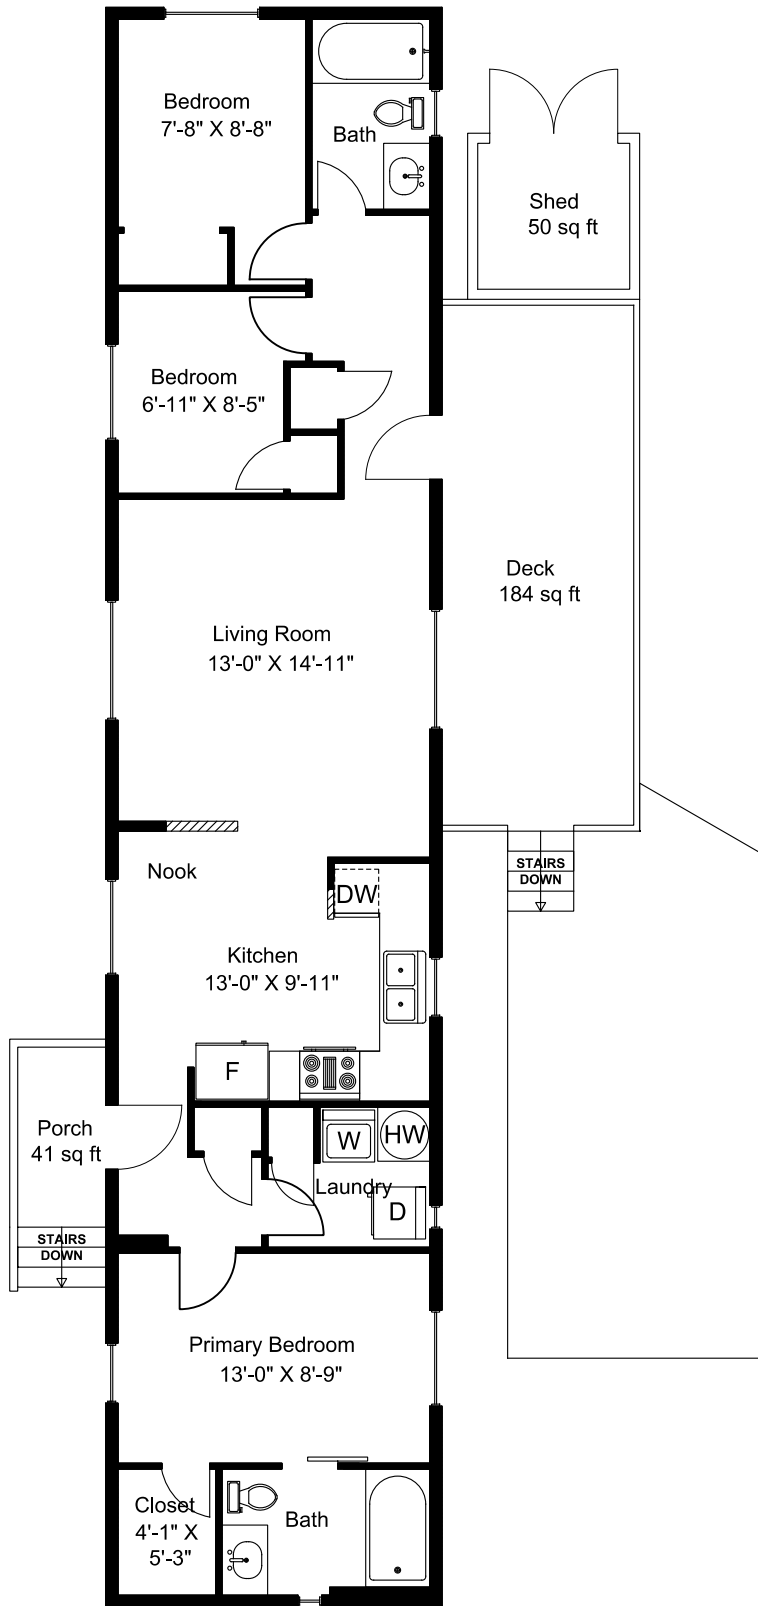 Bedroom
7'-8" X 8'-8"
Bath
Shed
50 sq ft
Bedroom
6'-11" X 8'-5"
Deck
184 sq ft
Living Room
13'-0" X 14'-11"
STAIRS
DOWN
Nook
DW
Kitchen
13'-0" X 9'-11"
F
Porch
41 sq ft
W
HW
Laundry
D
STAIRS
DOWN
Primary Bedroom
13'-0" X 8'-9"
Closet
4'-1" X
5'-3"
Bath